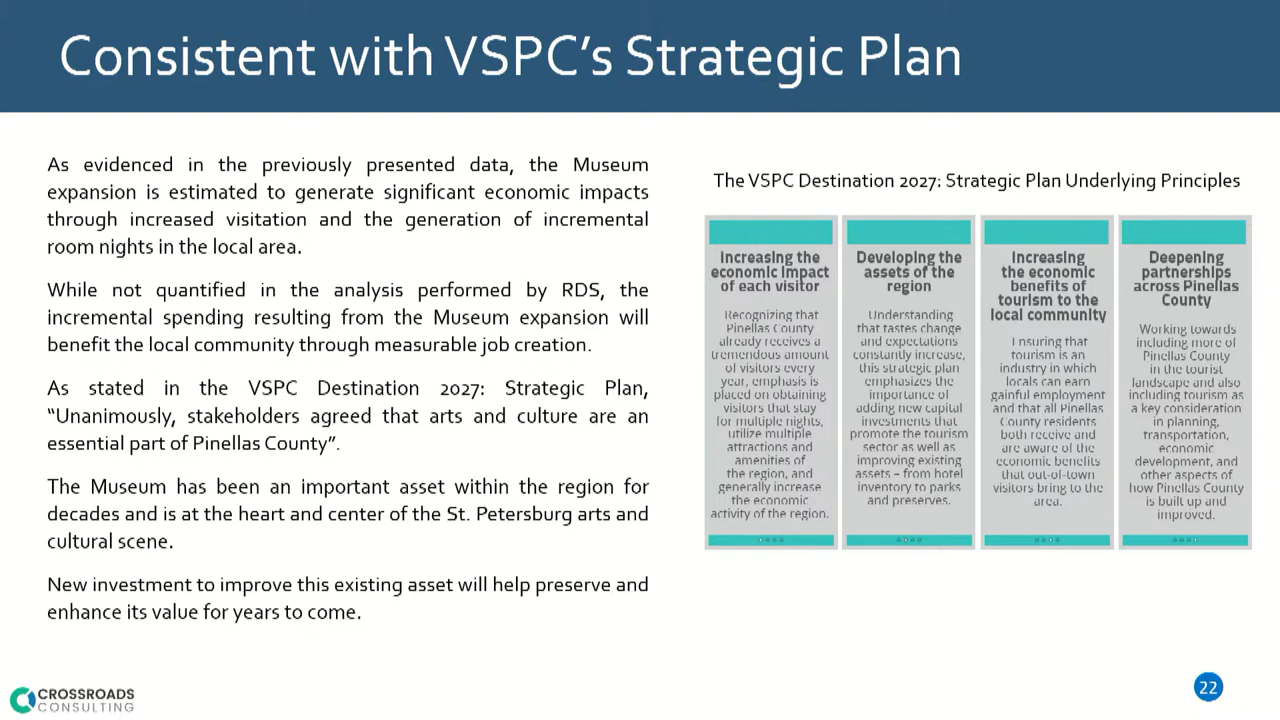 Consistent with VSPC's Strategic Plan
As evidenced in the previously presented data, the Museum
expansion is estimated to generate significant economic impacts
through increased visitation and the generation of incremental
room nights in the local area.
While not quantified in the analysis performed by RDS, the
incremental spending resulting from the Museum expansion will
benefit the local community through measurable job creation.
As stated in the VSPC Destination 2027: Strategic Plan,
“Unanimously, stakeholders agreed that arts and culture are an
essential part of Pinellas County”.
The Museum has been an important asset within the region for
decades and is at the heart and center of the St. Petersburg arts and
cultural scene.
New investment to improve this existing asset will help preserve and
enhance its value for years to come.
The VSPC Destination 2027: Strategic Plan Underlying Principles
Increasing the
economic impact
of each visitor
Recognizing that
Pinellas County
already receives a
tremendous amount
of visitors every
year, emphasis is
placed on obtaining
visitors that stay
for multiple nights,
utilize multiple
attractions and
amenities of
the region, and
generally increase
the economic
activity of the region.
Developing the
assets of the
region
Understanding
that tastes change
and expectations
constantly increase,
this strategic plan
emphasizes the
importance of
adding new capital
investments that
promote the tourism
sector as well as
improving existing
assets – from hotel
inventory to parks
and preserves.
Increasing
the economic
benefits of
tourism to the
local community
Ensuring that
tourism is an
industry in which
locals can earn
gainful employment
and that all Pinellas
County residents
both receive and
are aware of the
economic benefits
that out-of-town
visitors bring to the
area.
Deepening
partnerships
across Pinellas
County
Working towards
including more of
Pinellas County
in the tourist
landscape and also
including tourism as
a key consideration
in planning,
transportation,
economic
development, and
other aspects of
how Pinellas County
is built up and
improved.
CROSSROADS
CONSULTING
22